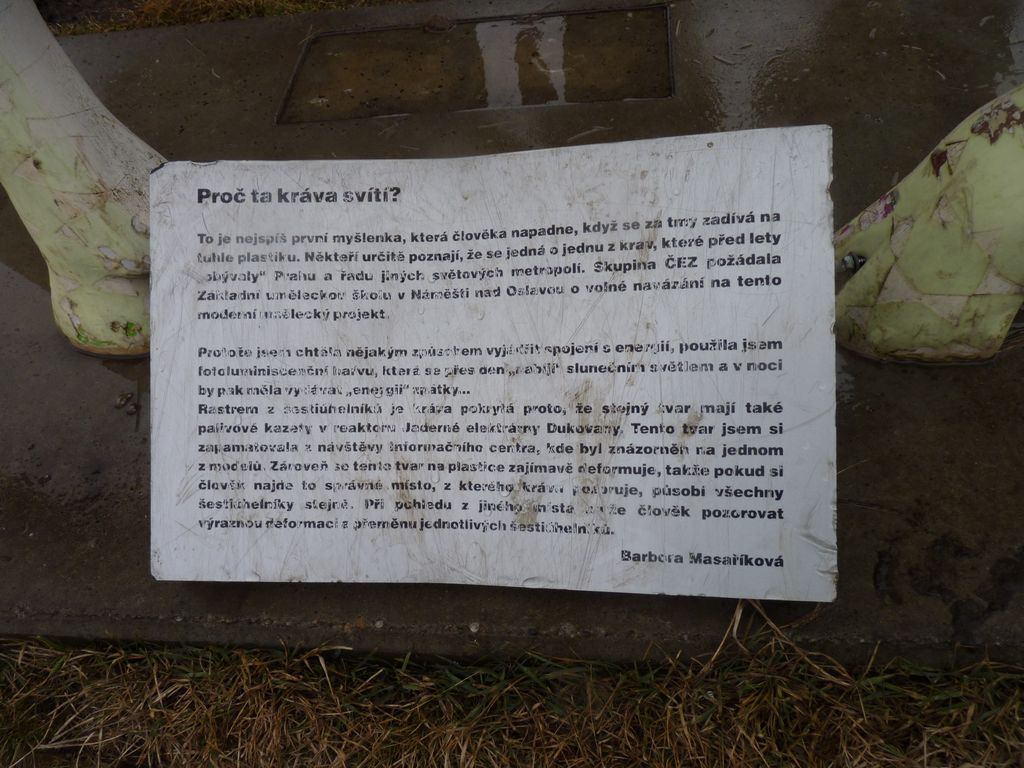 Proč ta kráva svítí?
To je nejspíš první myšlenka, která člověka napadne, když se za tmy zadívá na
tuhle plastiku. Někteří určitě poznají, že se jedná o jednu z krav, které před lety
„obývaly“ Prahu a řadu jiných světových metropolí. Skupina ČEZ požádala
Základní uměleckou školu v Náměšti nad Oslavou o volné navázání na tento
moderní umělecký projekt.
Protože jsem chtěla nějakým způsobem vyjádřit spojení s energií, použila jsem
fotoluminiscenční barvu, která se přes den „nabíjí“ slunečním světlem a v noci
by pak měla vydávat „energii“ zpátky...
Rastrem z šestiúhelníků je kráva pokrytá proto, že stejný tvar mají také
palivové kazety v reaktoru Jaderné elektrárny Dukovany. Tento tvar jsem si
zapamatovala z návštěvy Informačního centra, kde byl znázorněn na jednom
z modelů. Zároveň se tento tvar na plastice zajímavě deformuje, takže pokud si
člověk najde to správné místo, z kterého krávu pozoruje, působí všechny
šestiúhelníky stejně. Při pohledu z jiného místa může člověk pozorovat
výraznou deformaci a přeměnu jednotlivých šestiúhelníků.
Barbora Masaříková